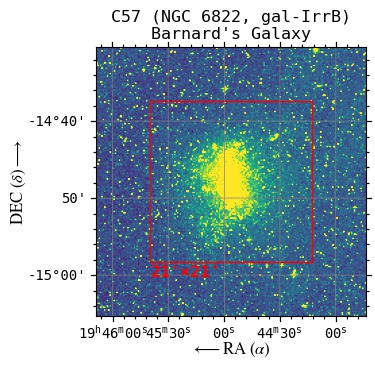 C57 (NGC 6822, gal-IrrB)
Barnard's Galaxy
DEC (δ) ⟶
-14°40'
50'
-15°00'
21'×21'
19ʰ46ᵐ00ˢ 45ᵐ30ˢ 00ˢ 44ᵐ30ˢ 00ˢ
⟵ RA (α)